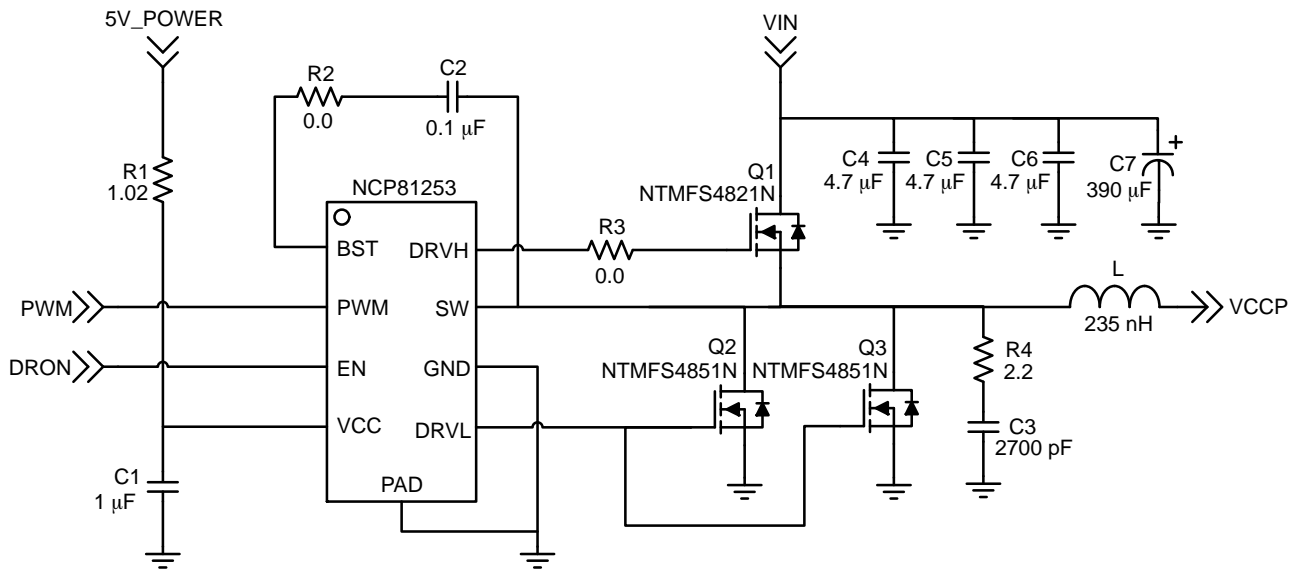 5V_POWER
VIN
R2
0.0
C2
0.1 μF
R1
1.02
NCP81253
Q1
NTMFS4821N
C4
4.7 μF
C5
4.7 μF
C6
4.7 μF
C7
390 μF
+
BST
DRVH
R3
0.0
PWM
PWM
SW
L
235 nH
VCCP
DRON
EN
GND
Q2
NTMFS4851N
Q3
NTMFS4851N
R4
2.2
VCC
DRVL
C3
2700 pF
C1
1 μF
PAD